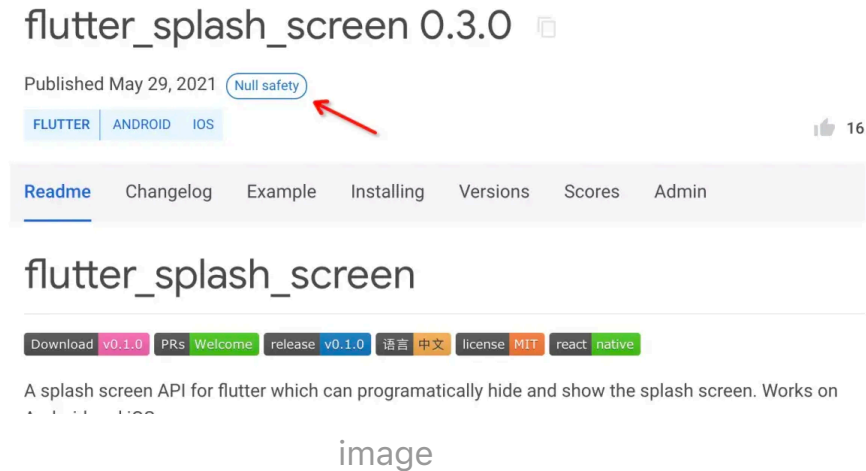 flutter_splash_screen 0.3.0
Published May 29, 2021 Null safety
FLUTTER ANDROID IOS
16
Readme Changelog Example Installing Versions Scores Admin
flutter_splash_screen
Download v0.1.0 PRs Welcome release v0.1.0 语言 中文 license MIT react native
A splash screen API for flutter which can programatically hide and show the splash screen. Works on
image